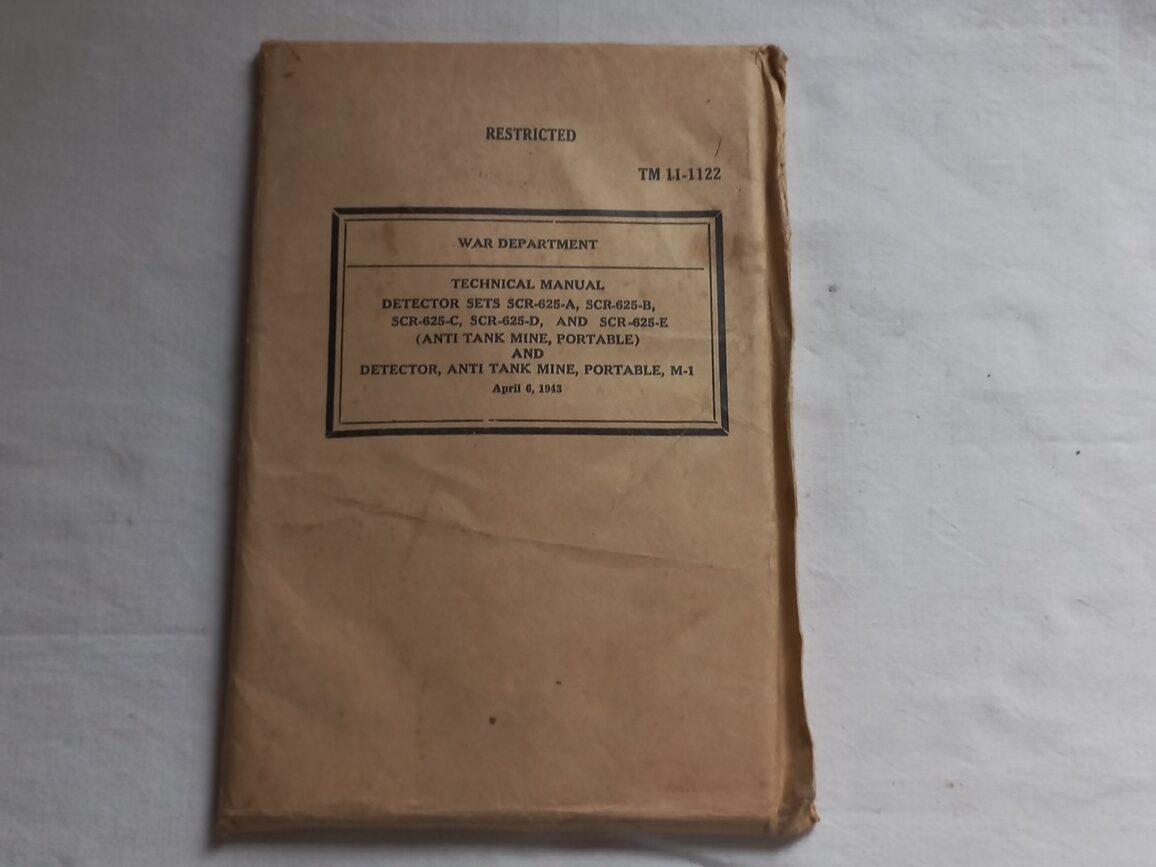 RESTRICTED
TM 11-1122
WAR DEPARTMENT
TECHNICAL MANUAL
DETECTOR SETS SCR-625-A, SCR-625-B,
SCR-625-C, SCR-625-D, AND SCR-625-E
(ANTI TANK MINE, PORTABLE)
AND
DETECTOR, ANTI TANK MINE, PORTABLE, M-1
April 6, 1943